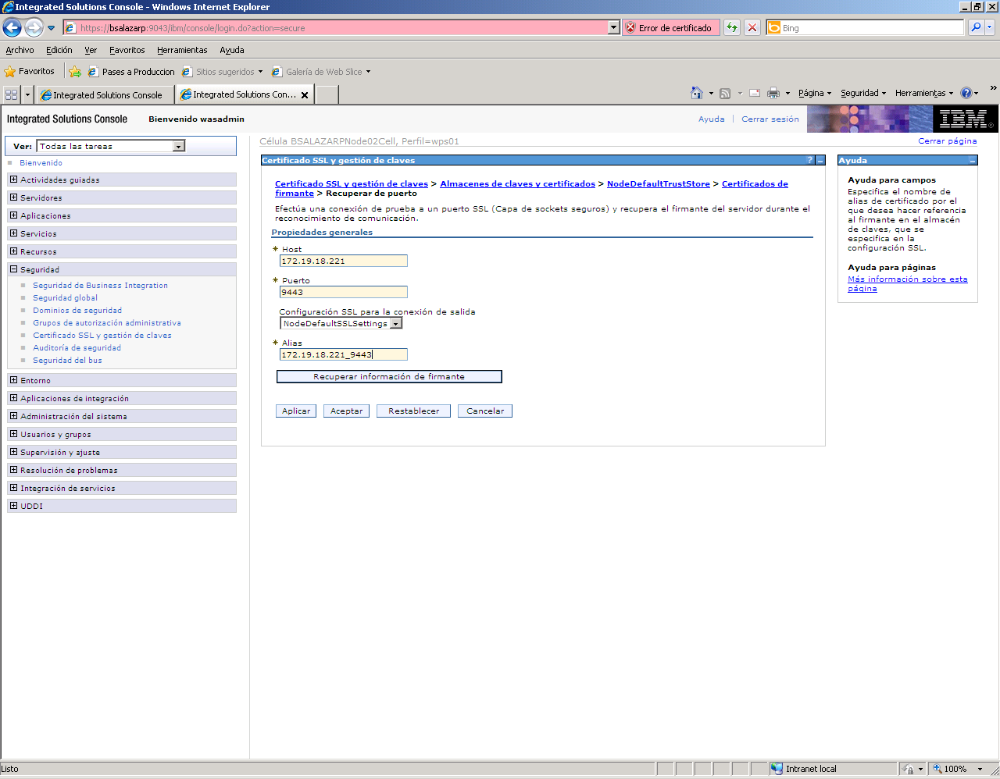 Integrated Solutions Console - Windows Internet Explorer
https://bsalazarp:9043/ibm/console/login.do?action=secure
Error de certificado
Bing
Archivo Edición Ver Favoritos Herramientas Ayuda
Favoritos Pases a Produccion Sitios sugeridos Galería de Web Slice
Integrated Solutions Console Integrated Solutions Con... Página Seguridad Herramientas »
Integrated Solutions Console Bienvenido wasadmin Ayuda | Cerrar sesión IBM
Ver: Todas las tareas
Bienvenido
Actividades guiadas
Servidores
Aplicaciones
Servicios
Recursos
Seguridad
Seguridad de Business Integration
Seguridad global
Dominios de seguridad
Grupos de autorización administrativa
Certificado SSL y gestión de claves
Auditoría de seguridad
Seguridad del bus
Entorno
Aplicaciones de integración
Administración del sistema
Usuarios y grupos
Supervisión y ajuste
Resolución de problemas
Integración de servicios
UDDI
Célula BSALAZARPNode02Cell, Perfil=wps01 Cerrar página
Certificado SSL y gestión de claves ?
Certificado SSL y gestión de claves > Almacenes de claves y certificados > NodeDefaultTrustStore > Certificados de
firmante > Recuperar de puerto
Efectúa una conexión de prueba a un puerto SSL (Capa de sockets seguros) y recupera el firmante del servidor durante el
reconocimiento de comunicación.
Propiedades generales
* Host
172.19.18.221
* Puerto
9443
Configuración SSL para la conexión de salida
NodeDefaultSSLSettings
* Alias
172.19.18.221_9443
Recuperar información de firmante
Aplicar Aceptar Restablecer Cancelar
Ayuda
Ayuda para campos
Especifica el nombre de
alias de certificado por el
que desea hacer referencia
al firmante en el almacén
de claves, que se
especifica en la
configuración SSL.
Ayuda para páginas
Más información sobre esta
página
Listo Intranet local 100%